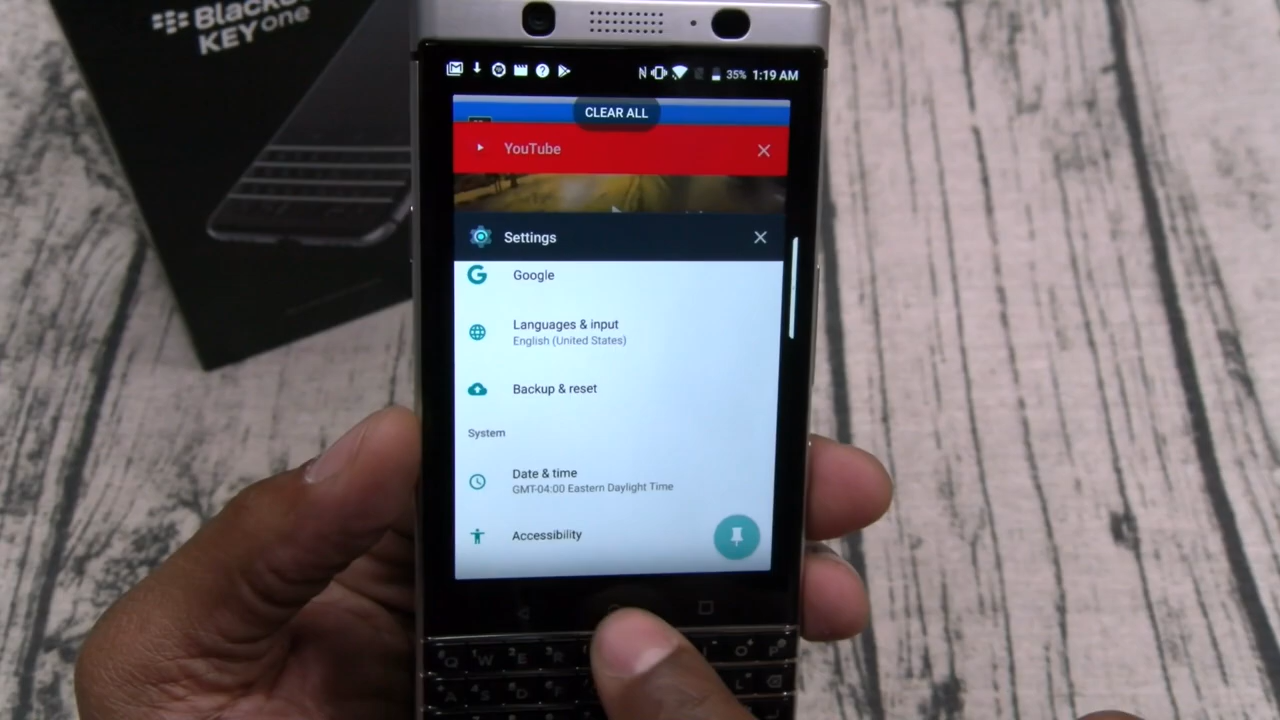 KEYone
35% 1:19 AM
CLEAR ALL
YouTube
Settings
Google
Languages & input
English (United States)
Backup & reset
System
Date & time
GMT-04:00 Eastern Daylight Time
Accessibility
Q W E R I O P
A S D F L